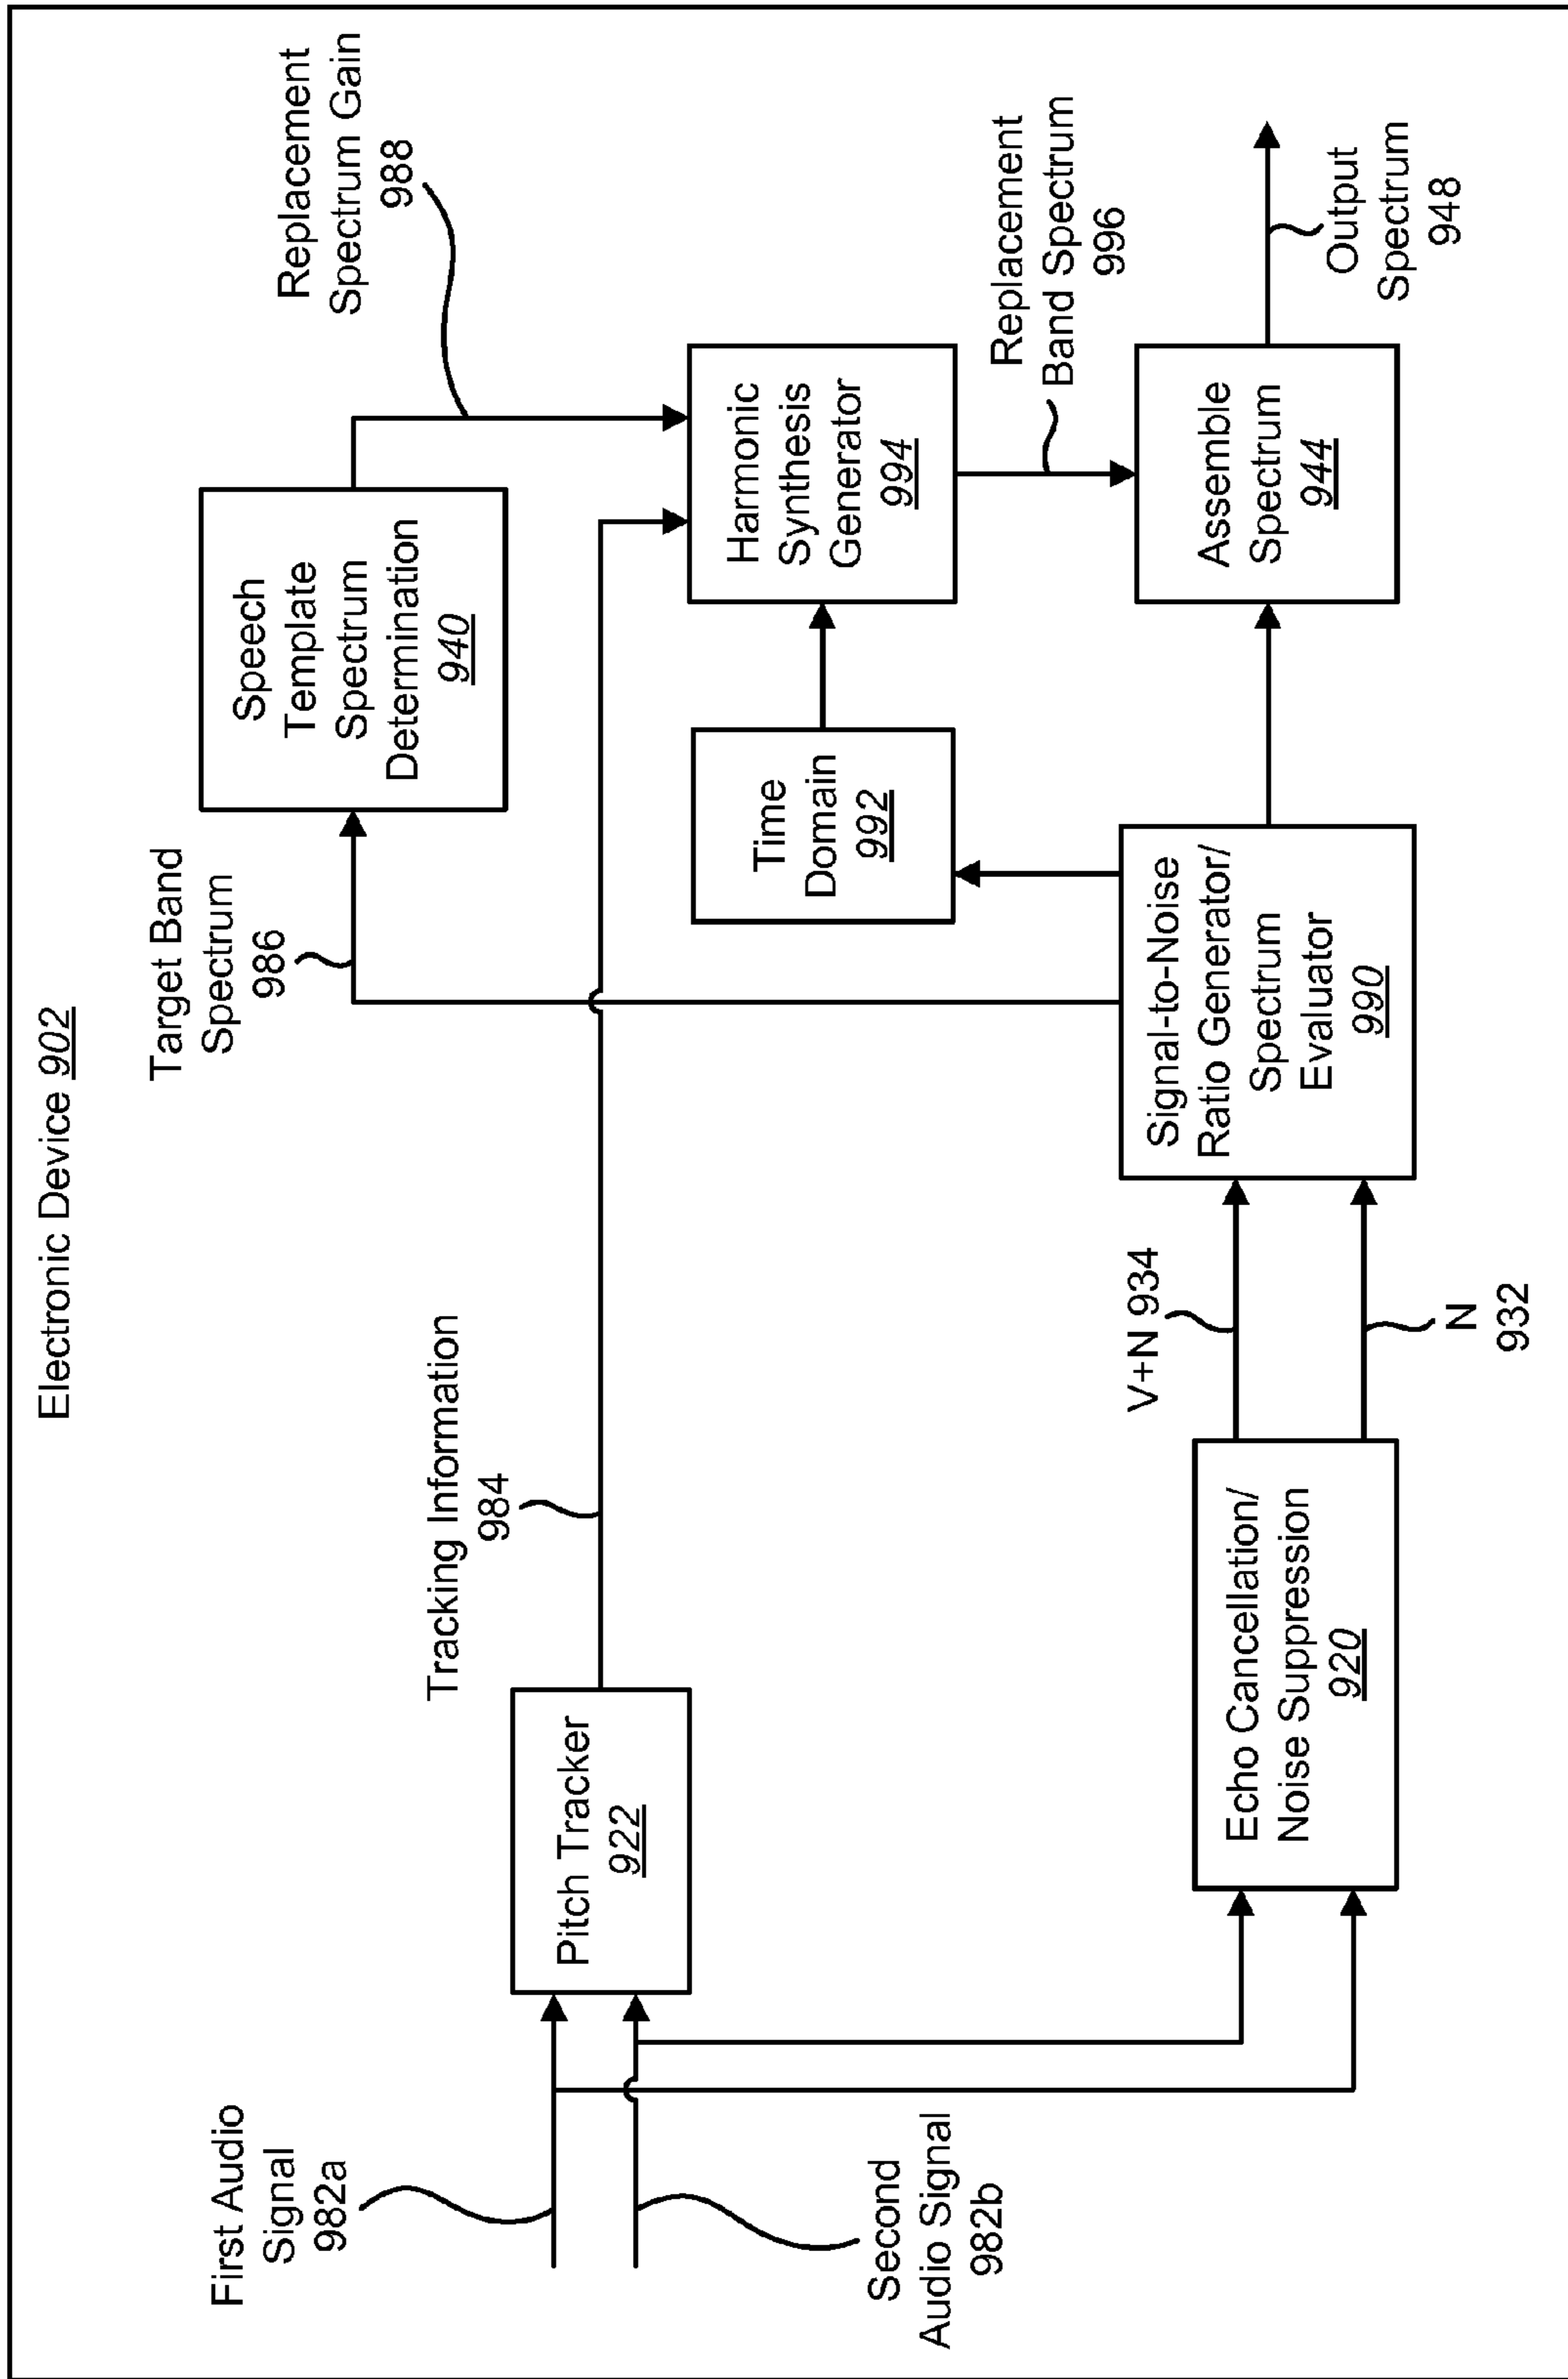 Electronic Device 902
First Audio
Signal
982a
Second
Audio Signal
982b
Pitch Tracker
922
Tracking Information
984
Echo Cancellation/
Noise Suppression
920
V+N 934
N
932
Target Band
Spectrum
986
Signal-to-Noise
Ratio Generator/
Spectrum
Evaluator
990
Speech
Template
Spectrum
Determination
940
Time
Domain
992
Replacement
Spectrum Gain
988
Harmonic
Synthesis
Generator
994
Replacement
Band Spectrum
996
Assemble
Spectrum
944
Output
Spectrum
948